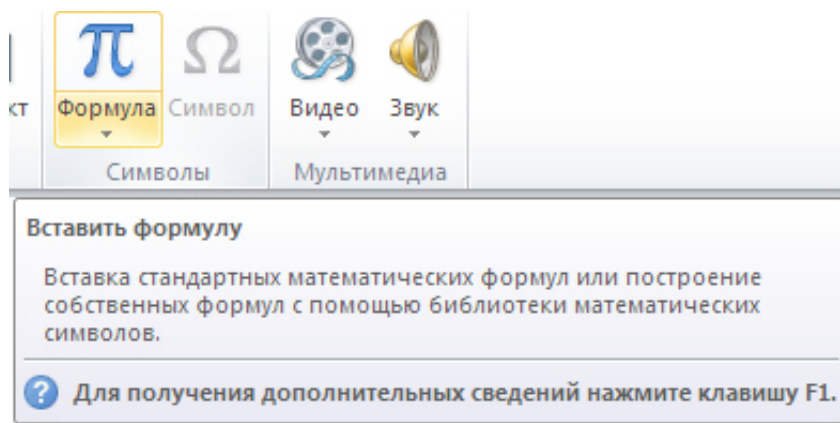 π Ω
кт Формула Символ Видео Звук
Символы Мультимедиа
Вставить формулу
Вставка стандартных математических формул или построение
собственных формул с помощью библиотеки математических
символов.
? Для получения дополнительных сведений нажмите клавишу F1.